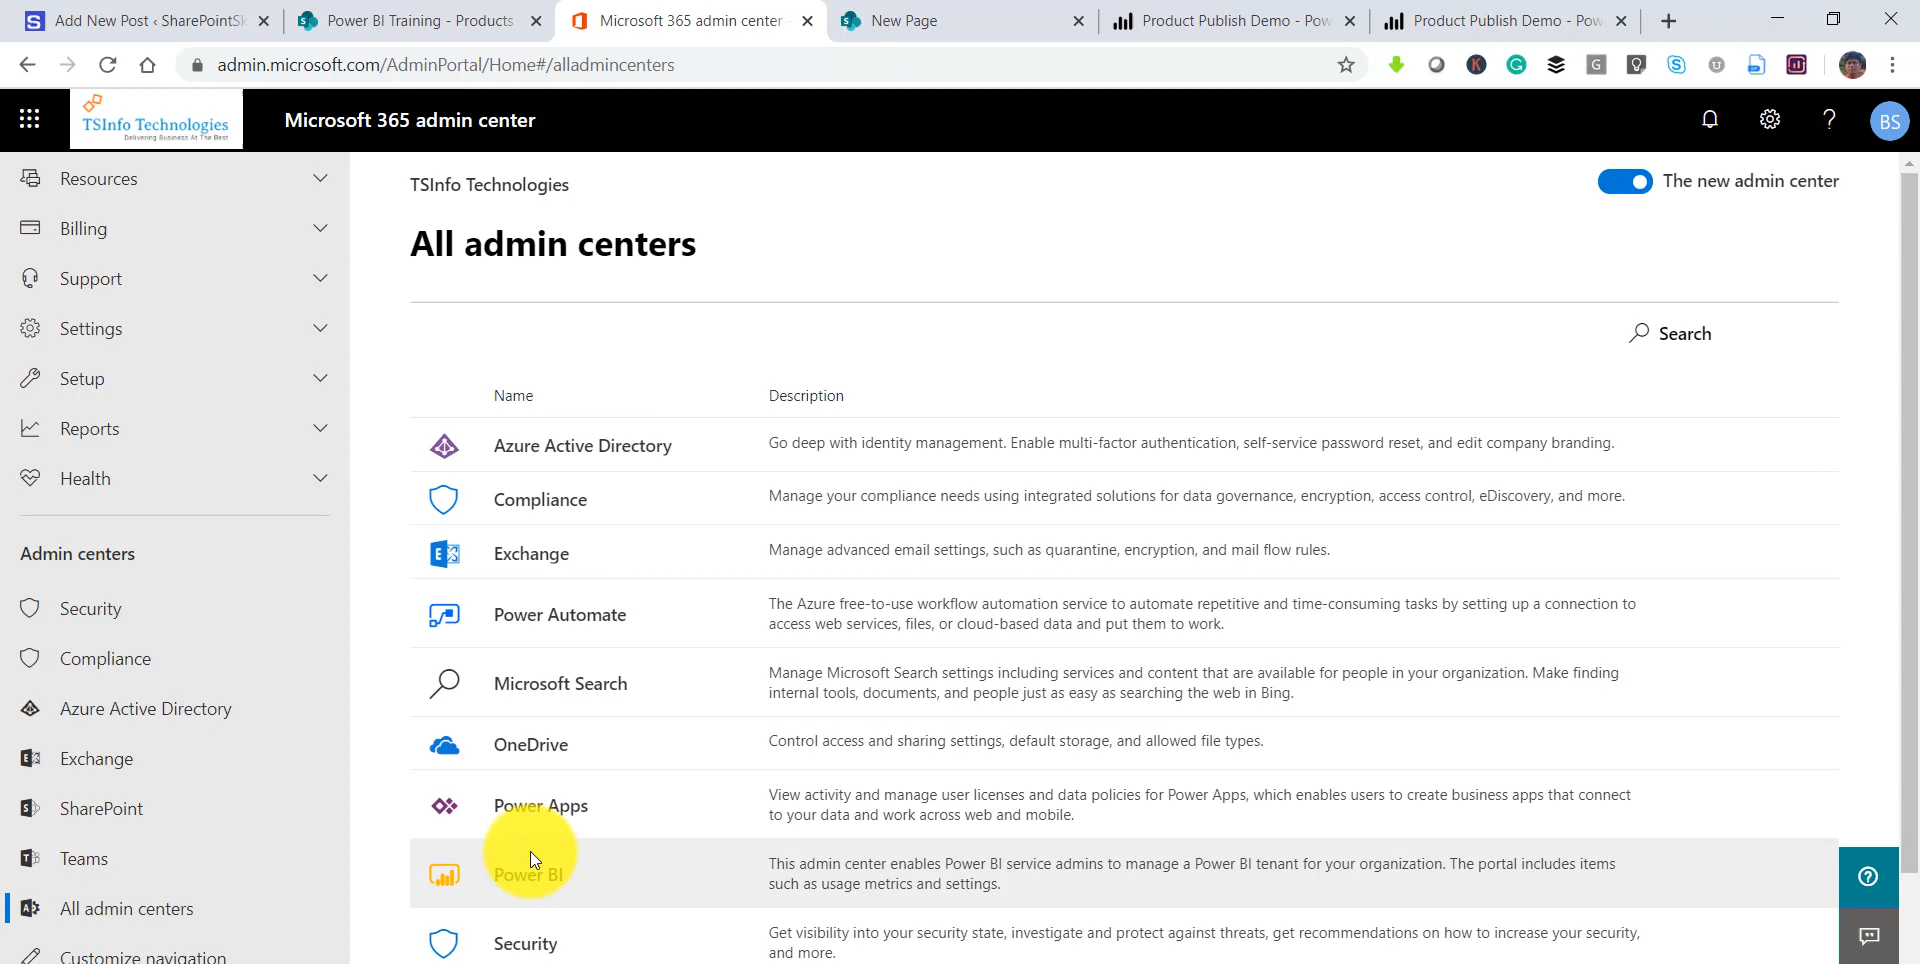 Add New Post ‹ SharePointSk
Power BI Training - Products
Microsoft 365 admin center -
New Page
Product Publish Demo - Pow
Product Publish Demo - Pow
admin.microsoft.com/AdminPortal/Home#/alladmincenters
TSInfo Technologies
Delivering Business At The Best
Microsoft 365 admin center
BS
Resources
Billing
Support
Settings
Setup
Reports
Health
Admin centers
Security
Compliance
Azure Active Directory
Exchange
SharePoint
Teams
All admin centers
Customize navigation
TSInfo Technologies
The new admin center
All admin centers
Search
Name Description
Azure Active Directory Go deep with identity management. Enable multi-factor authentication, self-service password reset, and edit company branding.
Compliance Manage your compliance needs using integrated solutions for data governance, encryption, access control, eDiscovery, and more.
Exchange Manage advanced email settings, such as quarantine, encryption, and mail flow rules.
Power Automate The Azure free-to-use workflow automation service to automate repetitive and time-consuming tasks by setting up a connection to
access web services, files, or cloud-based data and put them to work.
Microsoft Search Manage Microsoft Search settings including services and content that are available for people in your organization. Make finding
internal tools, documents, and people just as easy as searching the web in Bing.
OneDrive Control access and sharing settings, default storage, and allowed file types.
Power Apps View activity and manage user licenses and data policies for Power Apps, which enables users to create business apps that connect
to your data and work across web and mobile.
Power BI This admin center enables Power BI service admins to manage a Power BI tenant for your organization. The portal includes items
such as usage metrics and settings.
Security Get visibility into your security state, investigate and protect against threats, get recommendations on how to increase your security,
and more.